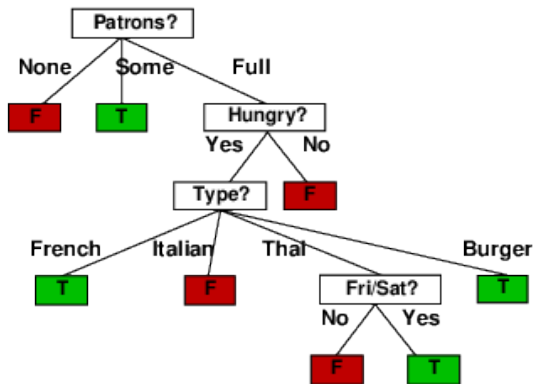 Patrons?
None Some Full
F T Hungry?
Yes No
Type? F
French Italian Thai Burger
T F Fri/Sat? T
No Yes
F T